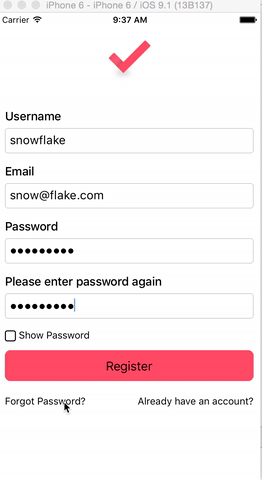 iPhone 6 - iPhone 6 / iOS 9.1 (13B137)
Carrier 9:37 AM
Username
snowflake
Email
snow@flake.com
Password
●●●●●●●●●
Please enter password again
●●●●●●●●●
Show Password
Register
Forgot Password? Already have an account?